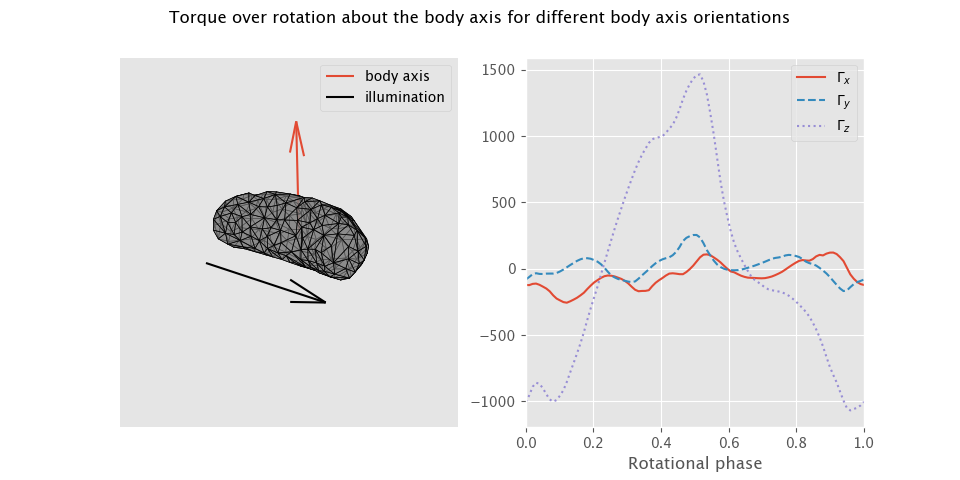 Torque over rotation about the body axis for different body axis orientations
body axis
illumination
Γx
Γy
Γz
1500
1000
500
0
−500
−1000
0.0 0.2 0.4 0.6 0.8 1.0
Rotational phase